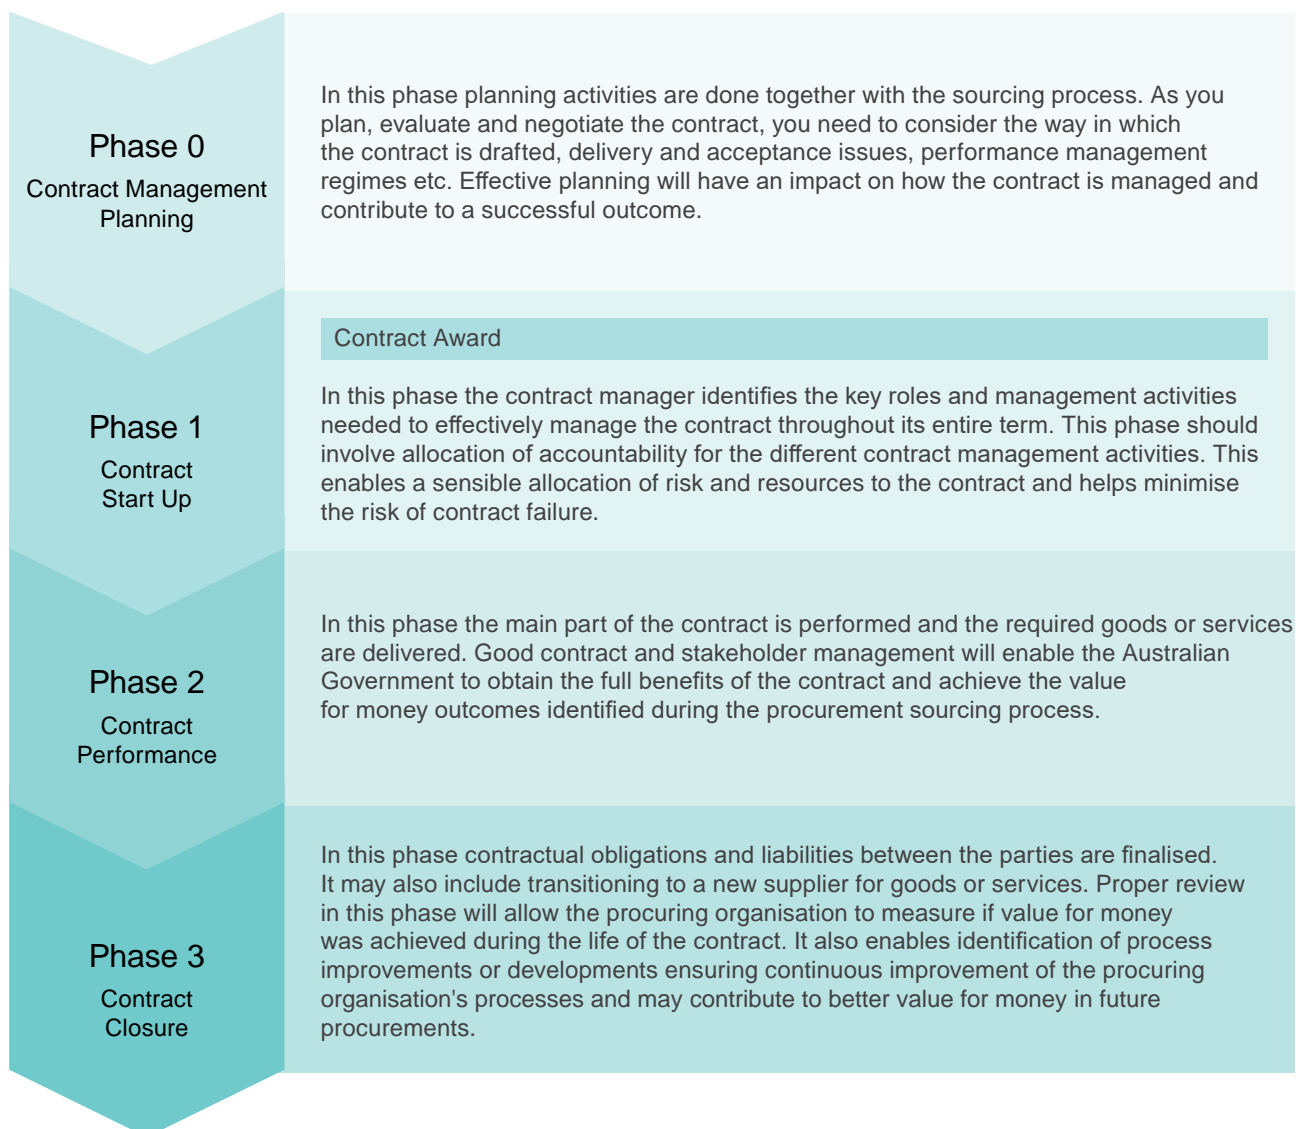 Phase 0
Contract Management
Planning
In this phase planning activities are done together with the sourcing process. As you
plan, evaluate and negotiate the contract, you need to consider the way in which
the contract is drafted, delivery and acceptance issues, performance management
regimes etc. Effective planning will have an impact on how the contract is managed and
contribute to a successful outcome.
Phase 1
Contract
Start Up
Contract Award
In this phase the contract manager identifies the key roles and management activities
needed to effectively manage the contract throughout its entire term. This phase should
involve allocation of accountability for the different contract management activities. This
enables a sensible allocation of risk and resources to the contract and helps minimise
the risk of contract failure.
Phase 2
Contract
Performance
In this phase the main part of the contract is performed and the required goods or services
are delivered. Good contract and stakeholder management will enable the Australian
Government to obtain the full benefits of the contract and achieve the value
for money outcomes identified during the procurement sourcing process.
Phase 3
Contract
Closure
In this phase contractual obligations and liabilities between the parties are finalised.
It may also include transitioning to a new supplier for goods or services. Proper review
in this phase will allow the procuring organisation to measure if value for money
was achieved during the life of the contract. It also enables identification of process
improvements or developments ensuring continuous improvement of the procuring
organisation's processes and may contribute to better value for money in future
procurements.